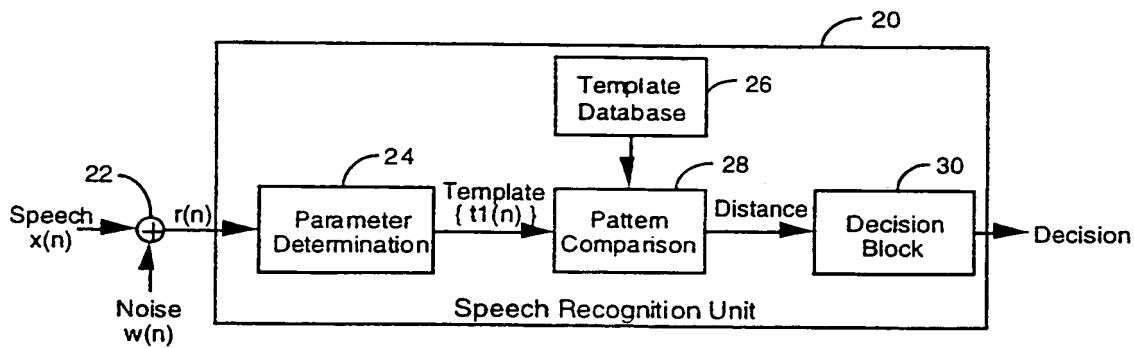 20
Template
Database
26
22
24
28
30
Speech
x(n)
r(n)
Parameter
Determination
Template
{ t1(n) }
Pattern
Comparison
Distance
Decision
Block
Decision
Noise
w(n)
Speech Recognition Unit